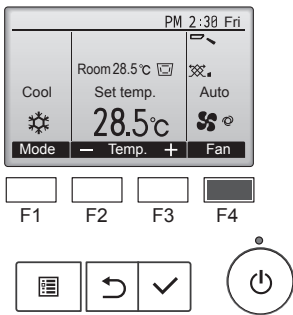 PM 2:30 Fri
Room 28.5°C
Cool Set temp. Auto
28.5°C
Mode — Temp. + Fan
F1 F2 F3 F4